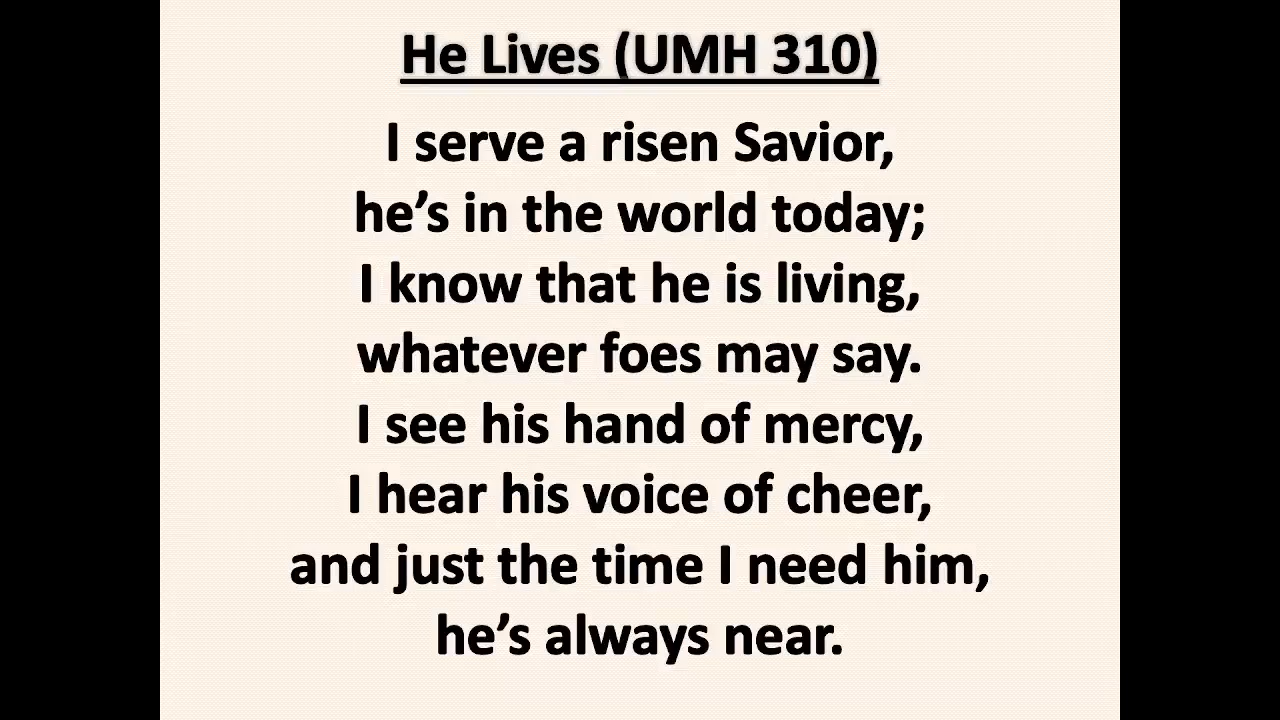 He Lives (UMH 310)
I serve a risen Savior,
he’s in the world today;
I know that he is living,
whatever foes may say.
I see his hand of mercy,
I hear his voice of cheer,
and just the time I need him,
he’s always near.